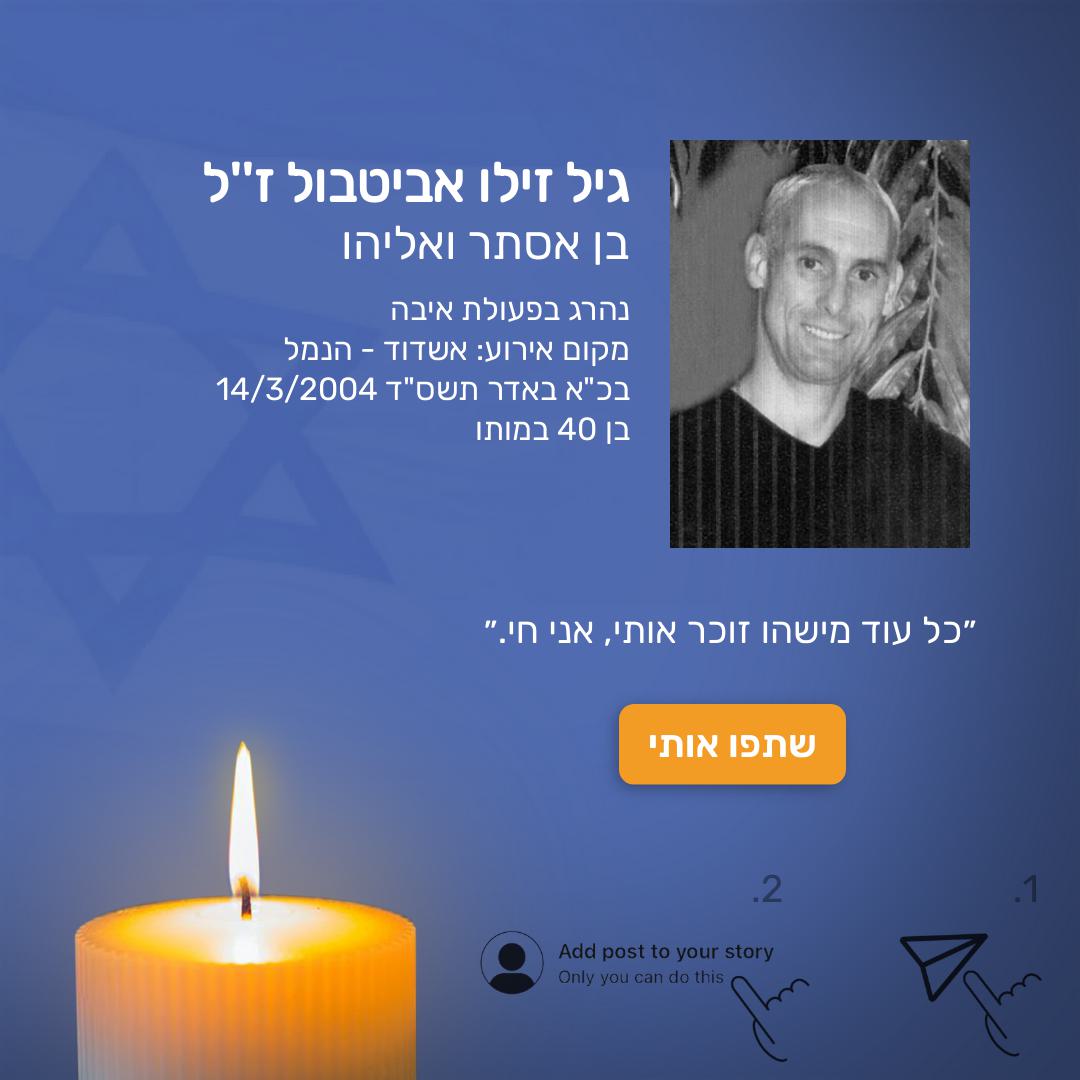 גיל זילו אביטבול ז"ל
בן אסתר ואליהו
נהרג בפעולת איבה
מקום אירוע: אשדוד - הנמל
בכ"א באדר תשס"ד 14/3/2004
בן 40 במותו
״כל עוד מישהו זוכר אותי, אני חי.״
שתפו אותי
1.
2.
Add post to your story
Only you can do this